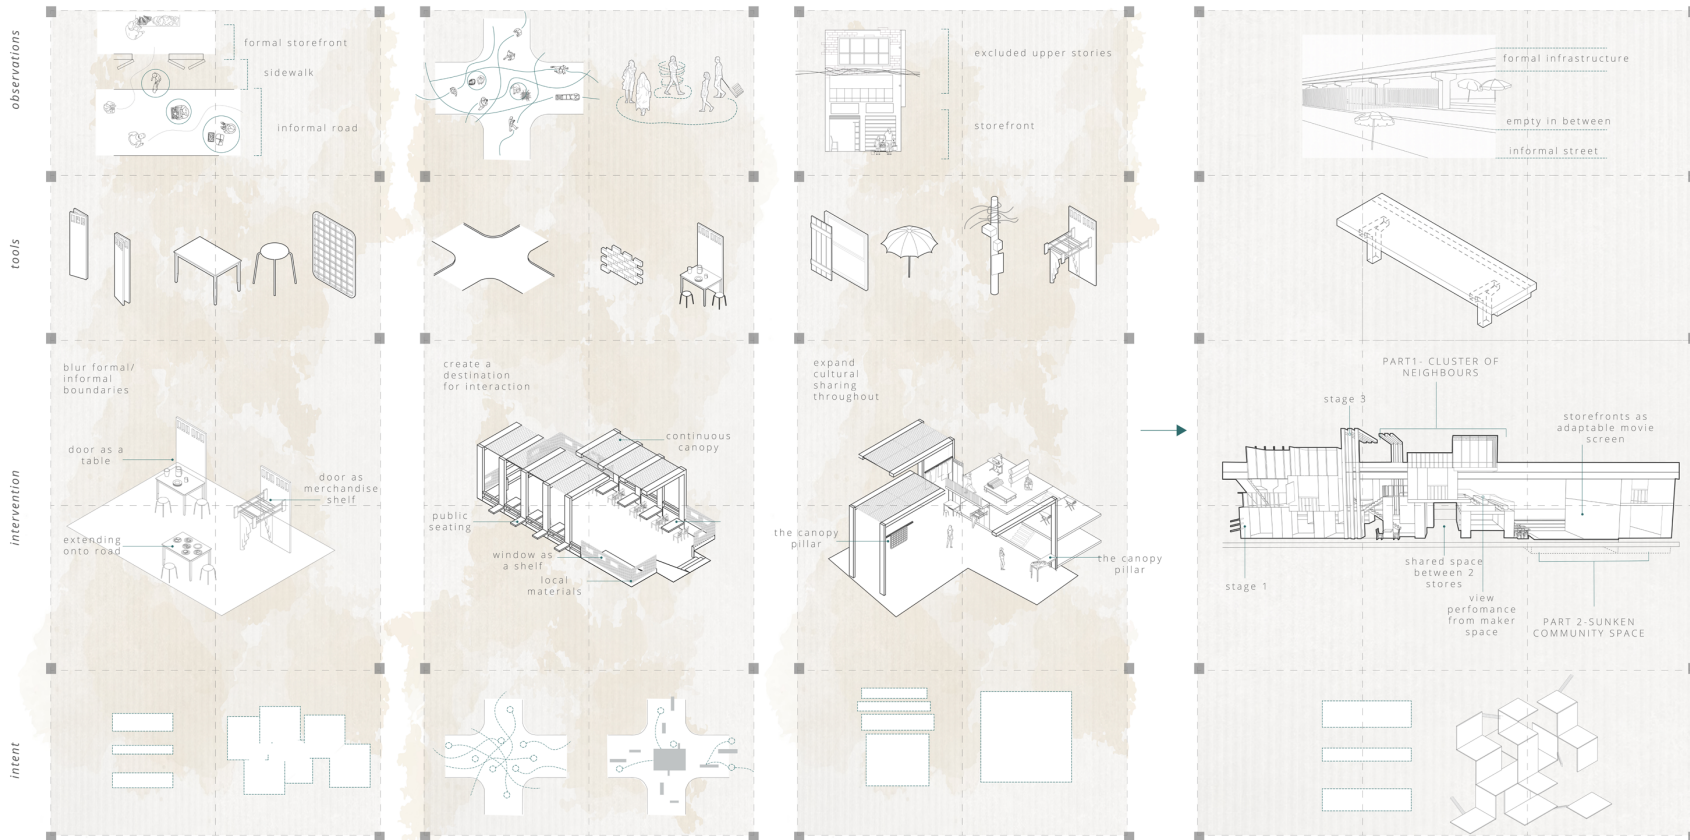 observations
formal storefront
sidewalk
informal road
excluded upper stories
storefront
formal infrastructure
empty in between
informal street
tools
intervention
blur formal/
informal
boundaries
door as a
table
door as
merchandise
shelf
extending
onto road
create a
destination
for interaction
continuous
canopy
public
seating
window as
a shelf
local
materials
expand
cultural
sharing
throughout
the canopy
pillar
the canopy
pillar
PART1- CLUSTER OF
NEIGHBOURS
stage 3
storefronts as
adaptable movie
screen
stage 1
shared space
between 2
stores
view
perfomance
from maker
space
PART 2-SUNKEN
COMMUNITY SPACE
intent